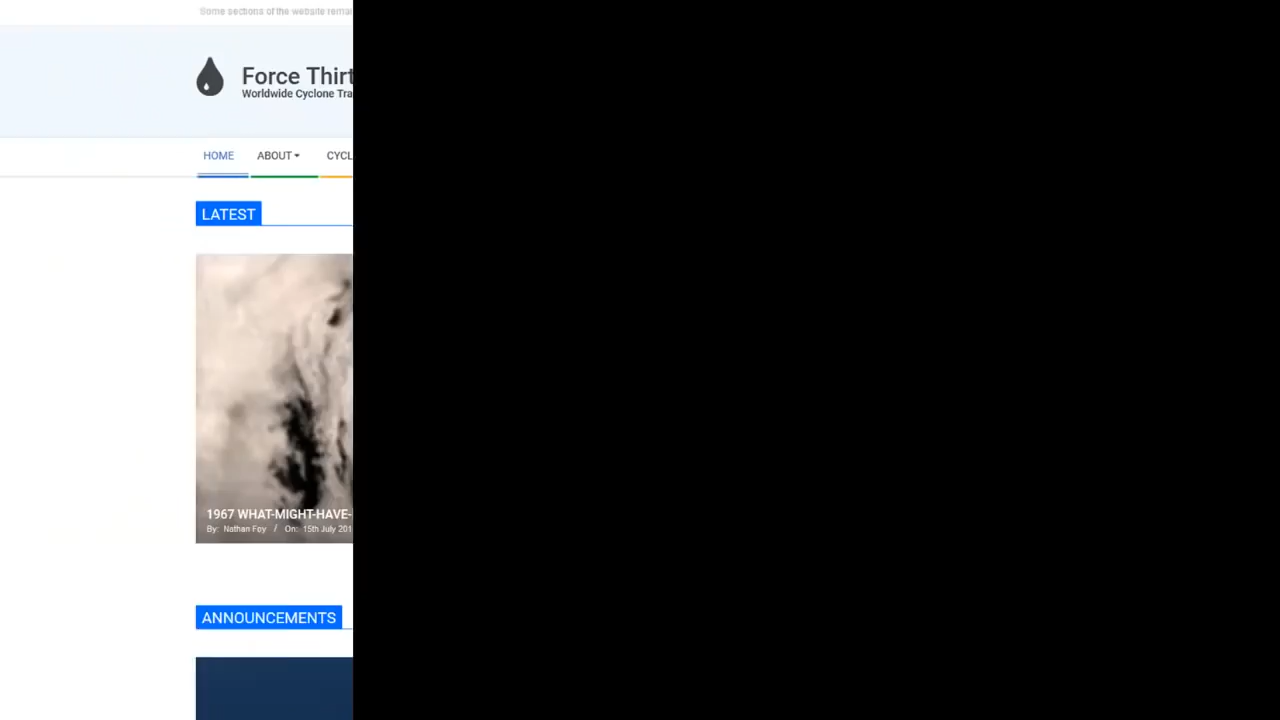 Some sections of the website remai
Force Thirt
Worldwide Cyclone Tra
HOME ABOUT CYCL
LATEST
1967 WHAT-MIGHT-HAVE-
By: Nathan Foy / On: 15th July 201
ANNOUNCEMENTS